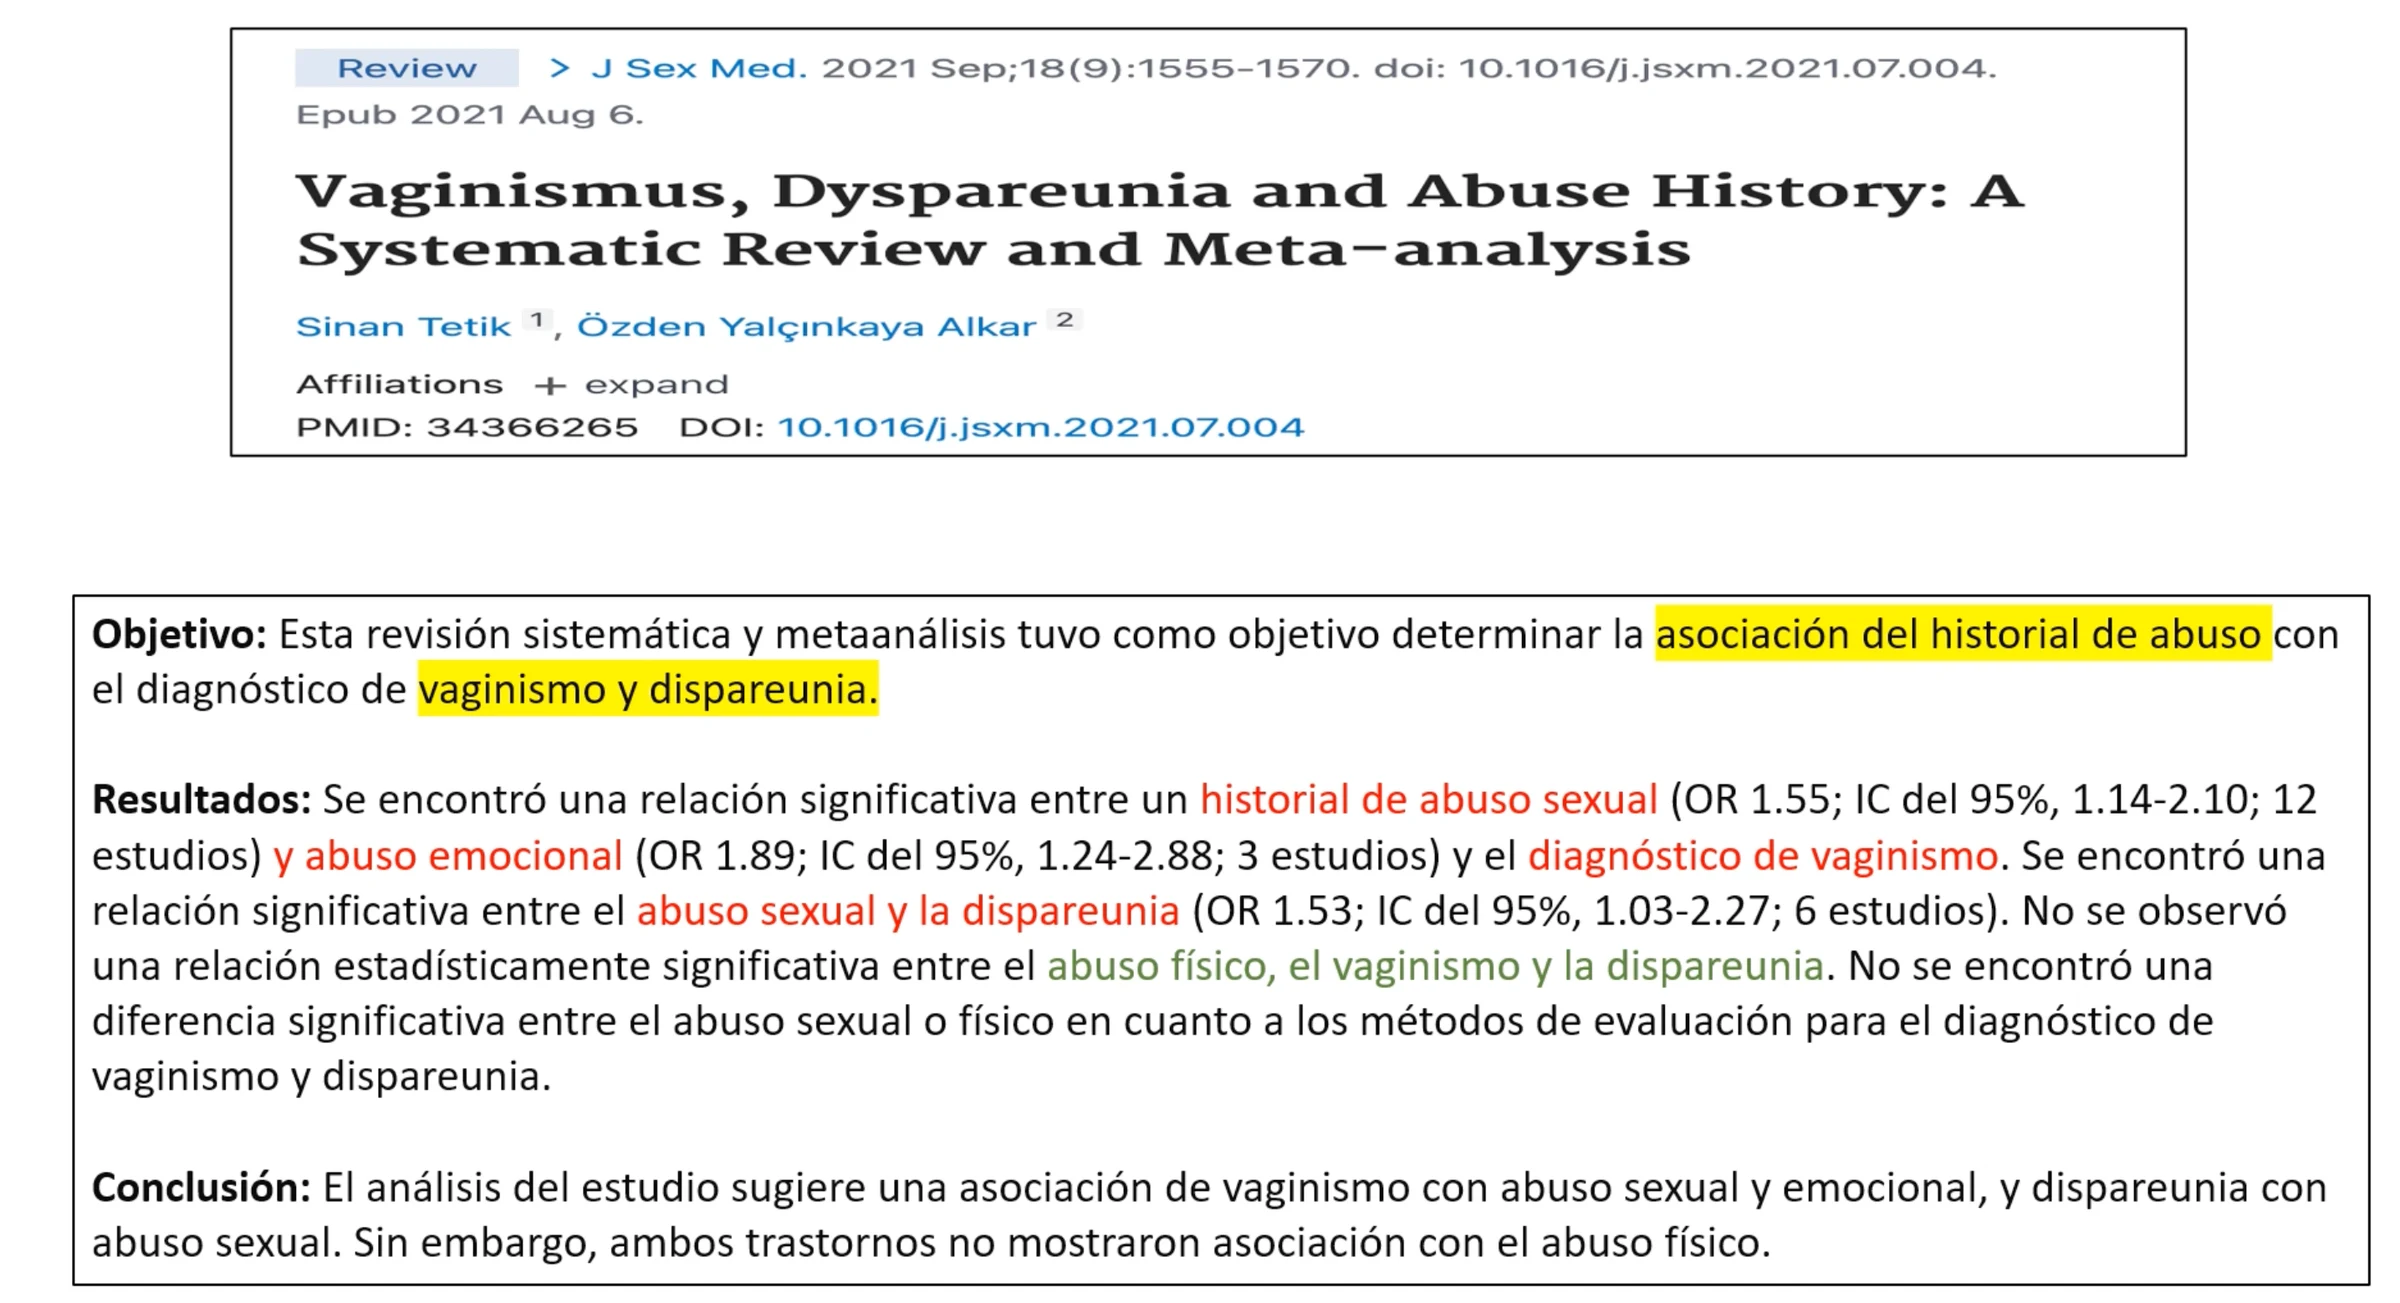 Review > J Sex Med. 2021 Sep;18(9):1555-1570. doi: 10.1016/j.jsxm.2021.07.004.
Epub 2021 Aug 6.
Vaginismus, Dyspareunia and Abuse History: A
Systematic Review and Meta-analysis
Sinan Tetik 1, Özden Yalçınkaya Alkar 2
Affiliations + expand
PMID: 34366265 DOI: 10.1016/j.jsxm.2021.07.004
Objetivo: Esta revisión sistemática y metaanálisis tuvo como objetivo determinar la asociación del historial de abuso con
el diagnóstico de vaginismo y dispareunia.
Resultados: Se encontró una relación significativa entre un historial de abuso sexual (OR 1.55; IC del 95%, 1.14-2.10; 12
estudios) y abuso emocional (OR 1.89; IC del 95%, 1.24-2.88; 3 estudios) y el diagnóstico de vaginismo. Se encontró una
relación significativa entre el abuso sexual y la dispareunia (OR 1.53; IC del 95%, 1.03-2.27; 6 estudios). No se observó
una relación estadísticamente significativa entre el abuso físico, el vaginismo y la dispareunia. No se encontró una
diferencia significativa entre el abuso sexual o físico en cuanto a los métodos de evaluación para el diagnóstico de
vaginismo y dispareunia.
Conclusión: El análisis del estudio sugiere una asociación de vaginismo con abuso sexual y emocional, y dispareunia con
abuso sexual. Sin embargo, ambos trastornos no mostraron asociación con el abuso físico.